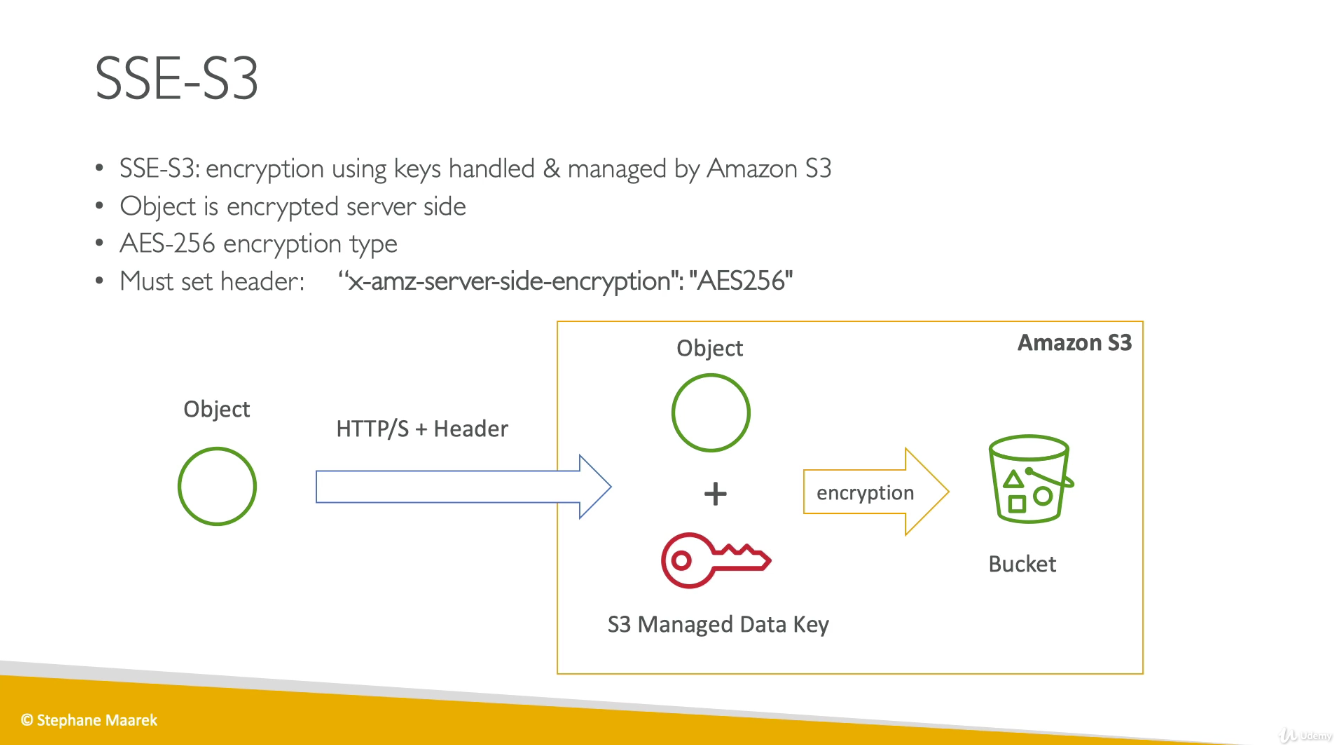 SSE-S3
• SSE-S3: encryption using keys handled & managed by Amazon S3
• Object is encrypted server side
• AES-256 encryption type
• Must set header: “x-amz-server-side-encryption": "AES256"
Amazon S3
Object
Object
HTTP/S + Header
+
encryption
Bucket
S3 Managed Data Key
© Stephane Maarek
Udemy